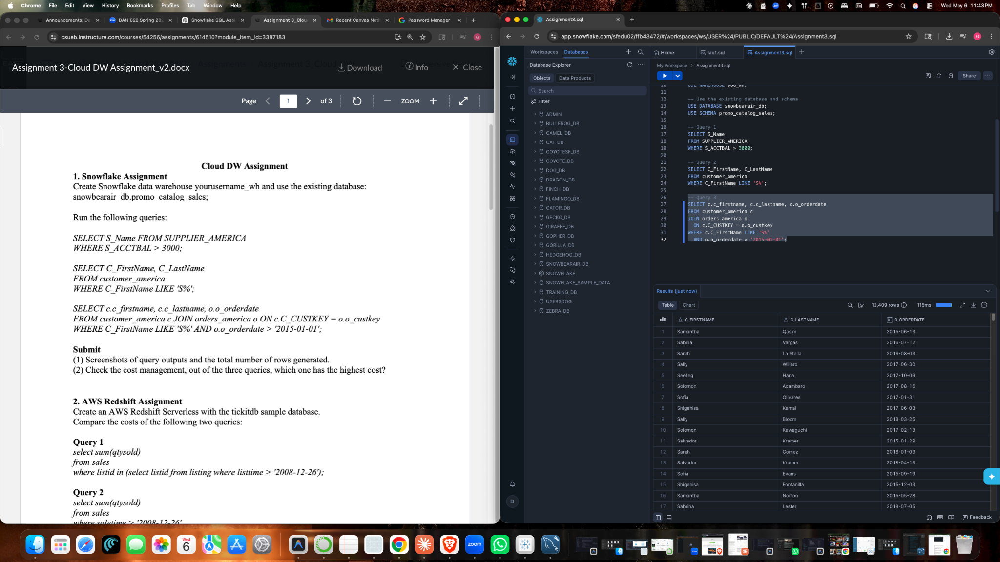 Chrome File Edit View History Bookmarks Profiles Tab Window Help
Wed May 6 11:43PM
Announcements: Da
BAN 622 Spring 202
Snowflake SQL Assi
Assignment 3_Clou
Recent Canvas Noti
Password Manager
csueb.instructure.com/courses/54256/assignments/614510?module_item_id=3387183
Assignment 3-Cloud DW Assignment_v2.docx
Download
Info
Close
Page 1 of 3
ZOOM
Cloud DW Assignment
1. Snowflake Assignment
Create Snowflake data warehouse yourusername_wh and use the existing database:
snowbearair_db.promo_catalog_sales;
Run the following queries:
SELECT S_Name FROM SUPPLIER_AMERICA
WHERE S_ACCTBAL > 3000;
SELECT C_FirstName, C_LastName
FROM customer_america
WHERE C_FirstName LIKE 'S%';
SELECT c.c_firstname, c.c_lastname, o.o_orderdate
FROM customer_america c JOIN orders_america o ON c.C_CUSTKEY = o.o_custkey
WHERE C_FirstName LIKE 'S%' AND o.o_orderdate > '2015-01-01';
Submit
(1) Screenshots of query outputs and the total number of rows generated.
(2) Check the cost management, out of the three queries, which one has the highest cost?
2. AWS Redshift Assignment
Create an AWS Redshift Serverless with the tickitdb sample database.
Compare the costs of the following two queries:
Query 1
select sum(qtysold)
from sales
where listid in (select listid from listing where listtime > '2008-12-26');
Query 2
select sum(qtysold)
from sales
where saletime > '2008-12-26'
Assignment3.sql
app.snowflake.com/sfedu02/ffb43472/#/workspaces/ws/USER%24/PUBLIC/DEFAULT%24/Assignment3.sql
Workspaces Databases
Database Explorer
Objects Data Products
Search
Filter
ADMIN
BULLFROG_DB
CAMEL_DB
CAT_DB
COYOTESF_DB
COYOTE_DB
DOG_DB
DRAGON_DB
FINCH_DB
FLAMINGO_DB
GATOR_DB
GECKO_DB
GIRAFFE_DB
GOPHER_DB
GORILLA_DB
HEDGEHOG_DB
SNOWBEARAIR_DB
SNOWFLAKE
SNOWFLAKE_SAMPLE_DATA
TRAINING_DB
USER$DOG
ZEBRA_DB
D
Home
lab1.sql
Assignment3.sql
My Workspace > Assignment3.sql
Share
10 USE WAREHOUSE DOG_wh;
11
12 -- Use the existing database and schema
13 USE DATABASE snowbearair_db;
14 USE SCHEMA promo_catalog_sales;
15
16 -- Query 1
17 SELECT S_Name
18 FROM SUPPLIER_AMERICA
19 WHERE S_ACCTBAL > 3000;
20
21 -- Query 2
22 SELECT C_FirstName, C_LastName
23 FROM customer_america
24 WHERE C_FirstName LIKE 'S%';
25
26 -- Query 3
27 SELECT c.c_firstname, c.c_lastname, o.o_orderdate
28 FROM customer_america c
29 JOIN orders_america o
30 ON c.C_CUSTKEY = o.o_custkey
31 WHERE c.C_FirstName LIKE 'S%'
32 AND o.o_orderdate > '2015-01-01';
Results (just now)
Table Chart
12,409 rows 115ms
C_FIRSTNAME C_LASTNAME O_ORDERDATE
1 Samantha Qasim 2015-06-13
2 Sabina Vargas 2016-07-12
3 Sarah La Stella 2016-08-03
4 Sally Willard 2017-06-30
5 Seeling Hana 2017-10-09
6 Solomon Acambaro 2017-08-16
7 Sofia Olivares 2017-01-31
8 Shigehisa Kamal 2017-06-03
9 Sally Bloom 2018-03-25
10 Solomon Kawaguchi 2017-02-13
11 Salvador Kramer 2015-01-29
12 Sarah Gomez 2018-01-03
13 Salvador Kramer 2018-04-13
14 Sofia Evans 2015-09-19
15 Shigehisa Fontanilla 2015-12-03
16 Samantha Norton 2015-05-28
17 Sabrina Lester 2018-07-05
Feedback
Wed
6
zoom